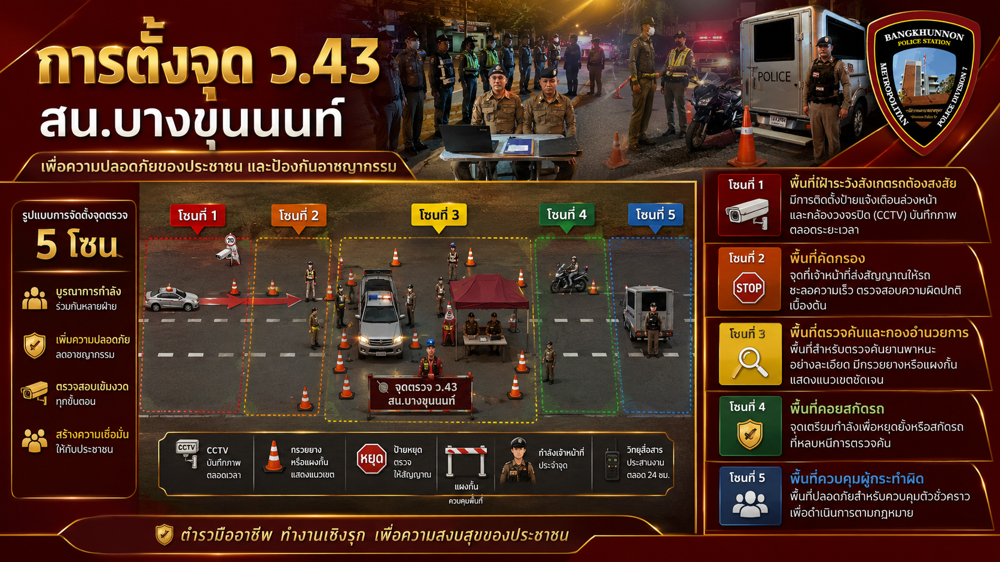 การตั้งจุด ว.43
สน.บางขุนนนท์
เพื่อความปลอดภัยของประชาชน และป้องกันอาชญากรรม
POLICE
BANGKHUNNON
POLICE STATION
METROPOLITAN
POLICE DIVISION 7
รูปแบบการจัดตั้งจุดตรวจ
5 โซน
บูรณาการกำลัง
ร่วมกันหลายฝ่าย
เพิ่มความปลอดภัย
ลดอาชญากรรม
ตรวจสอบเข้มงวด
ทุกขั้นตอน
สร้างความเชื่อมั่น
ให้กับประชาชน
โซนที่ 1
โซนที่ 2
โซนที่ 3
โซนที่ 4
โซนที่ 5
70
จุดตรวจ ว.43
สน.บางขุนนนท์
CCTV
CCTV
บันทึกภาพ
ตลอดเวลา
กรวยยาง
หรือแผงกั้น
แสดงแนวเขต
หยุด
ป้ายหยุด
ตรวจ
ให้สัญญาณ
แผงกั้น
ควบคุมพื้นที่
กำลังเจ้าหน้าที่
ประจำจุด
วิทยุสื่อสาร
ประสานงาน
ตลอด 24 ชม.
โซนที่ 1
พื้นที่เฝ้าระวังสังเกตรถต้องสงสัย
มีการติดตั้งป้ายแจ้งเตือนล่วงหน้า
และกล้องวงจรปิด (CCTV) บันทึกภาพ
ตลอดระยะเวลา
โซนที่ 2
STOP
พื้นที่คัดกรอง
จุดที่เจ้าหน้าที่ส่งสัญญาณให้รถ
ชะลอความเร็ว ตรวจสอบความผิดปกติ
เบื้องต้น
โซนที่ 3
พื้นที่ตรวจค้นและกองอำนวยการ
พื้นที่สำหรับตรวจค้นยานพาหนะ
อย่างละเอียด มีกรวยยางหรือแผงกั้น
แสดงแนวเขตชัดเจน
โซนที่ 4
พื้นที่คอยสกัดรถ
จุดเตรียมกำลังเพื่อหยุดยั้งหรือสกัดรถ
ที่หลบหนีการตรวจค้น
โซนที่ 5
พื้นที่ควบคุมผู้กระทำผิด
พื้นที่ปลอดภัยสำหรับควบคุมตัวชั่วคราว
เพื่อดำเนินการตามกฎหมาย
ตำรวมืออาชีพ ทำงานเชิงรุก เพื่อความสงบสุขของประชาชน